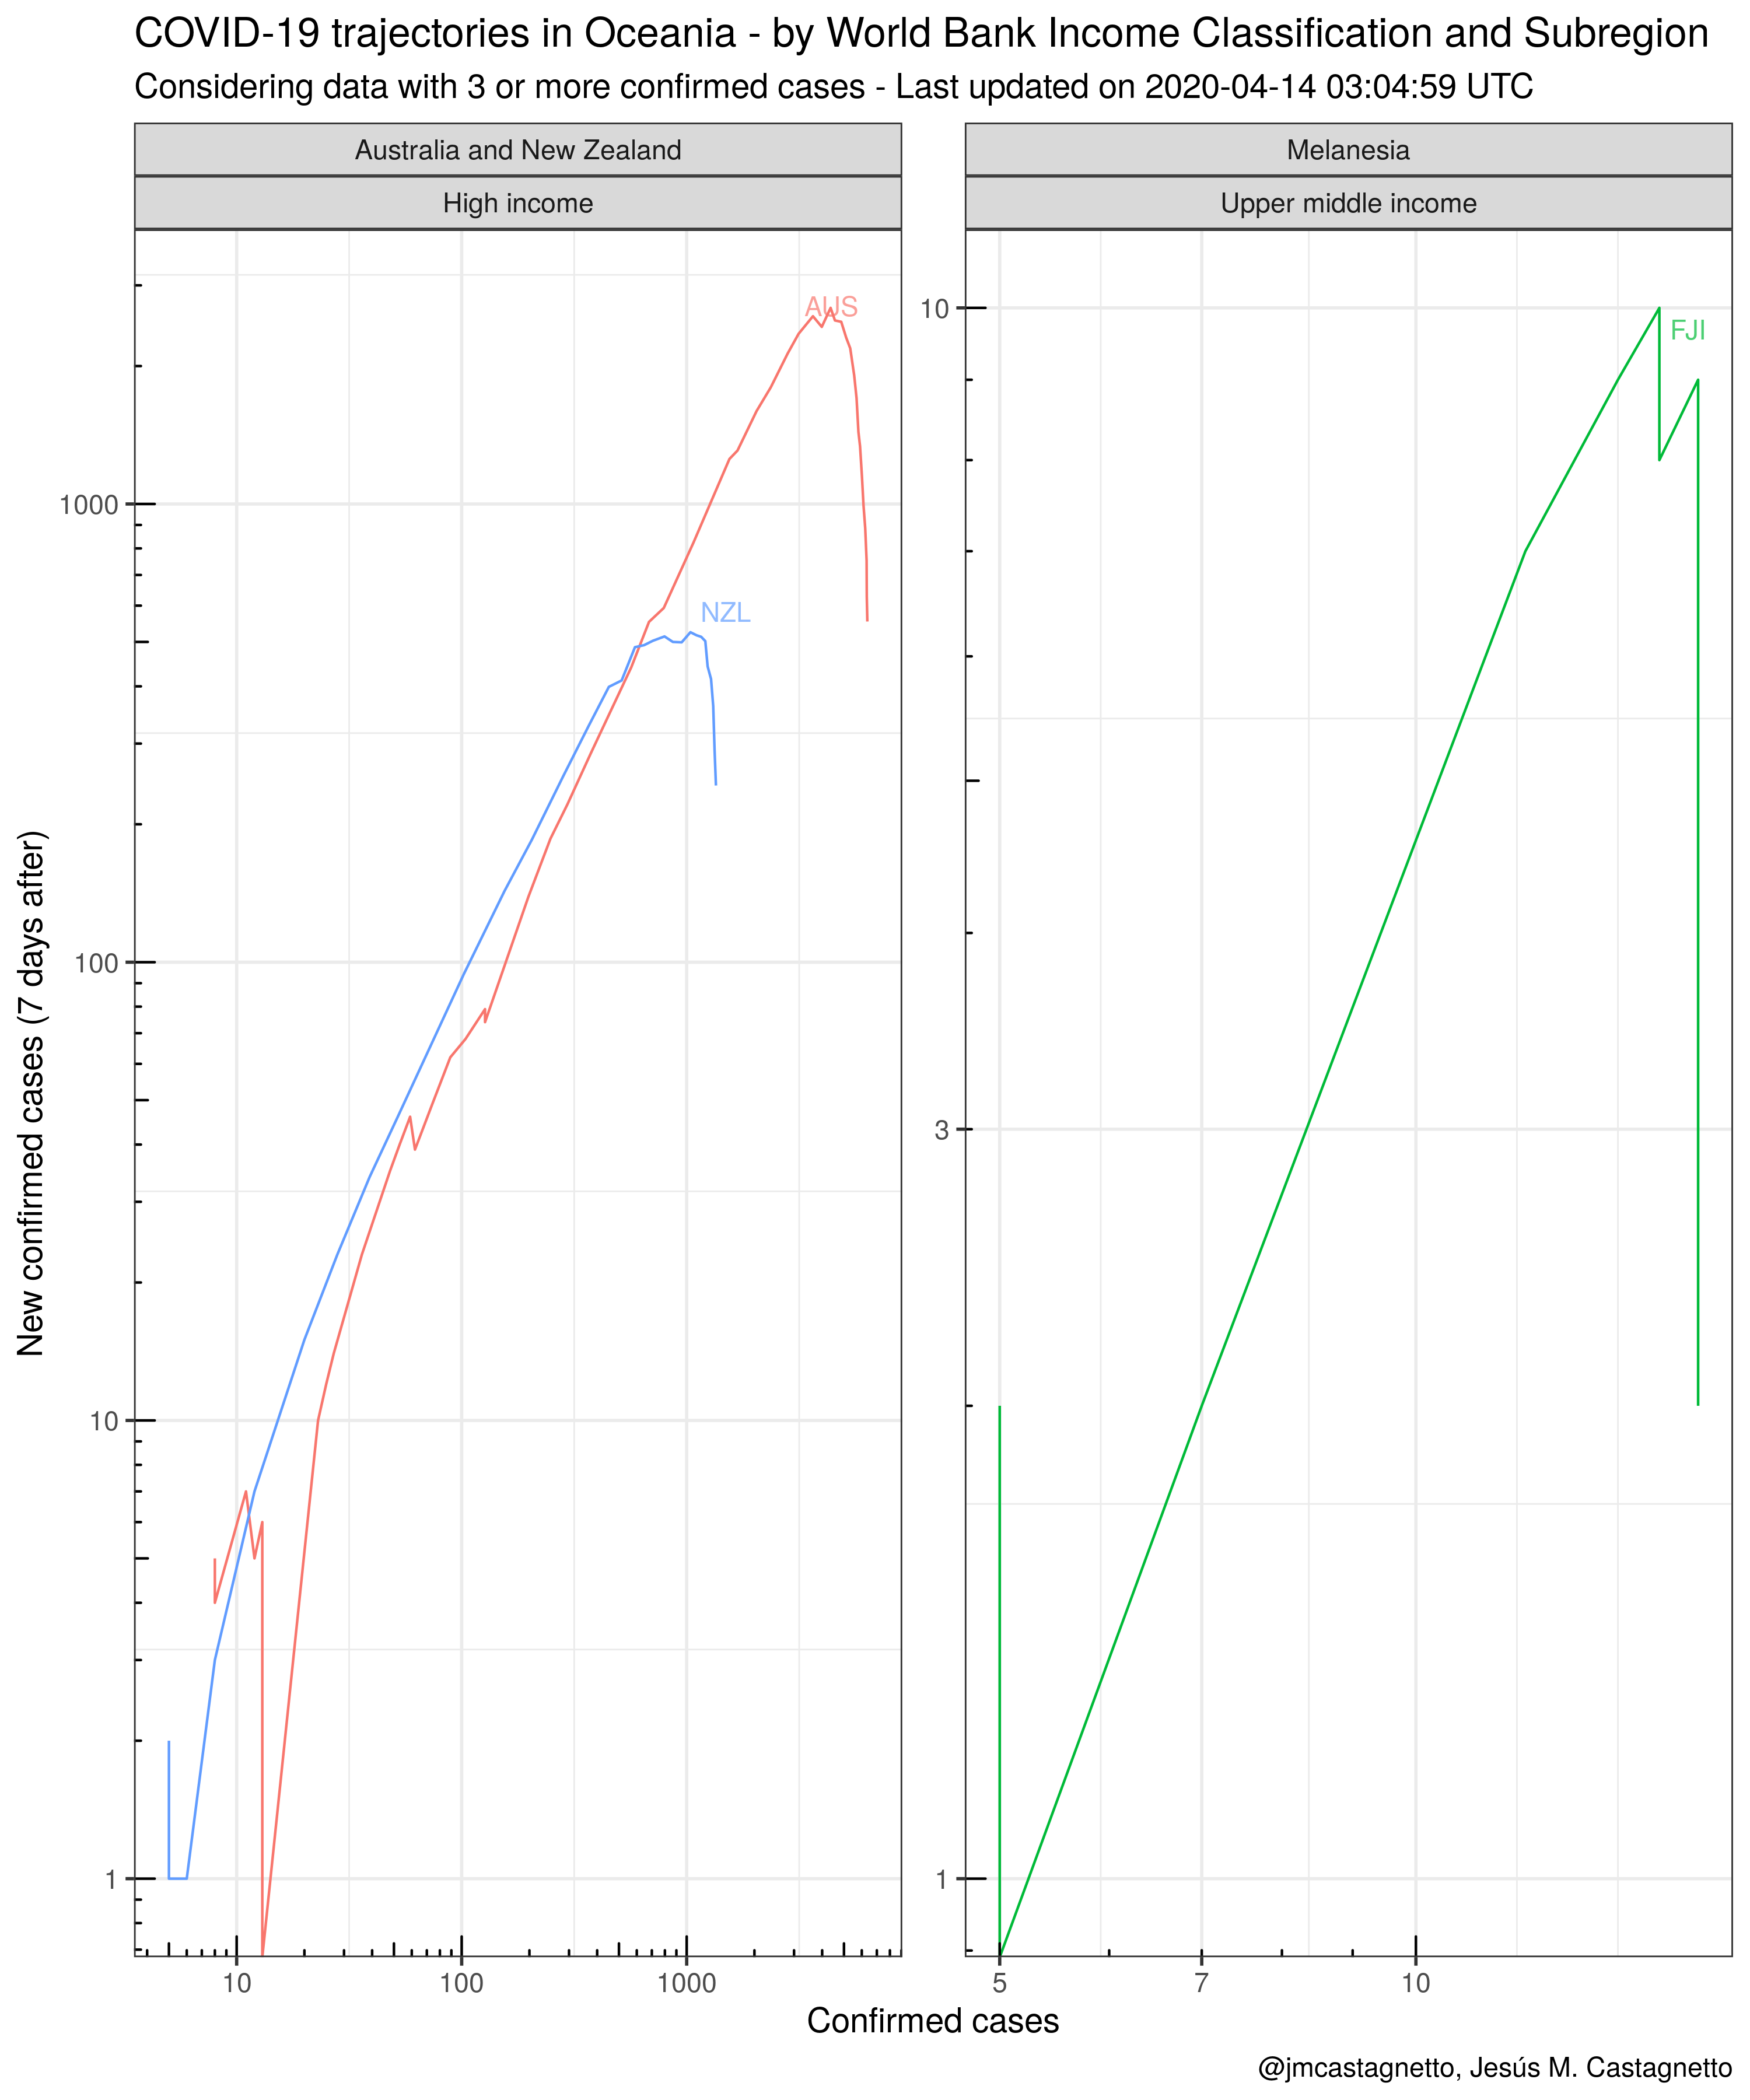 COVID-19 trajectories in Oceania - by World Bank Income Classification and Subregion
Considering data with 3 or more confirmed cases - Last updated on 2020-04-14 03:04:59 UTC
Australia and New Zealand
High income
Melanesia
Upper middle income
AUS
NZL
FJI
1000
100
10
1
10
3
1
10
100
1000
5
7
10
New confirmed cases (7 days after)
Confirmed cases
@jmcastagnetto, Jesús M. Castagnetto